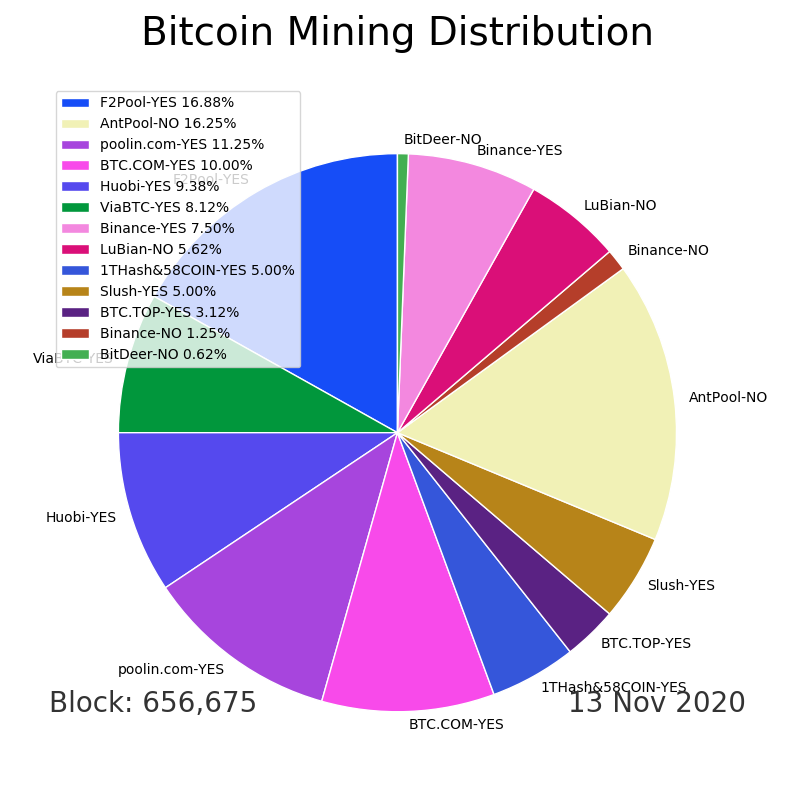 Bitcoin Mining Distribution
F2Pool-YES 16.88%
AntPool-NO 16.25%
poolin.com-YES 11.25%
BTC.COM-YES 10.00%
Huobi-YES 9.38%
ViaBTC-YES 8.12%
Binance-YES 7.50%
LuBian-NO 5.62%
1THash&58COIN-YES 5.00%
Slush-YES 5.00%
BTC.TOP-YES 3.12%
Binance-NO 1.25%
BitDeer-NO 0.62%
BitDeer-NO
Binance-YES
F2Pool-YES
LuBian-NO
Binance-NO
ViaBTC-YES
AntPool-NO
Huobi-YES
Slush-YES
BTC.TOP-YES
poolin.com-YES
1THash&58COIN-YES
BTC.COM-YES
Block: 656,675
13 Nov 2020